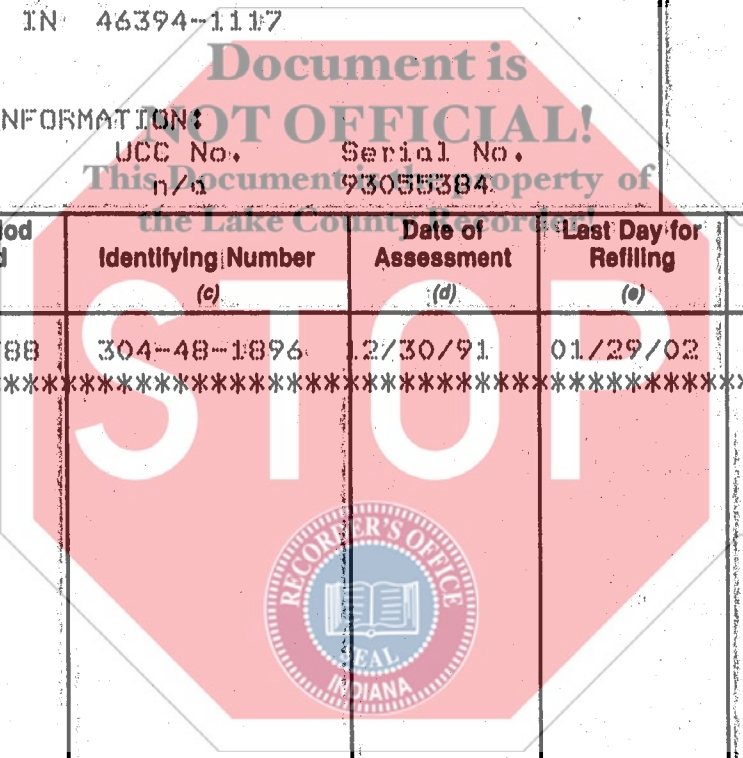 IN 46394-1117
Document is
NFORMATION:
NOT OFFICIAL!
UCC No. Serial No.
This Document is the property of
n/a
the Lake County Recorder!
iod Identifying Number Date of Assessment Last Day for Refiling
(c) (d) (e)
/88 304-48-1896 12/30/91 01/29/02
STOP
RECORDER'S OFFICE
SEAL
INDIANA